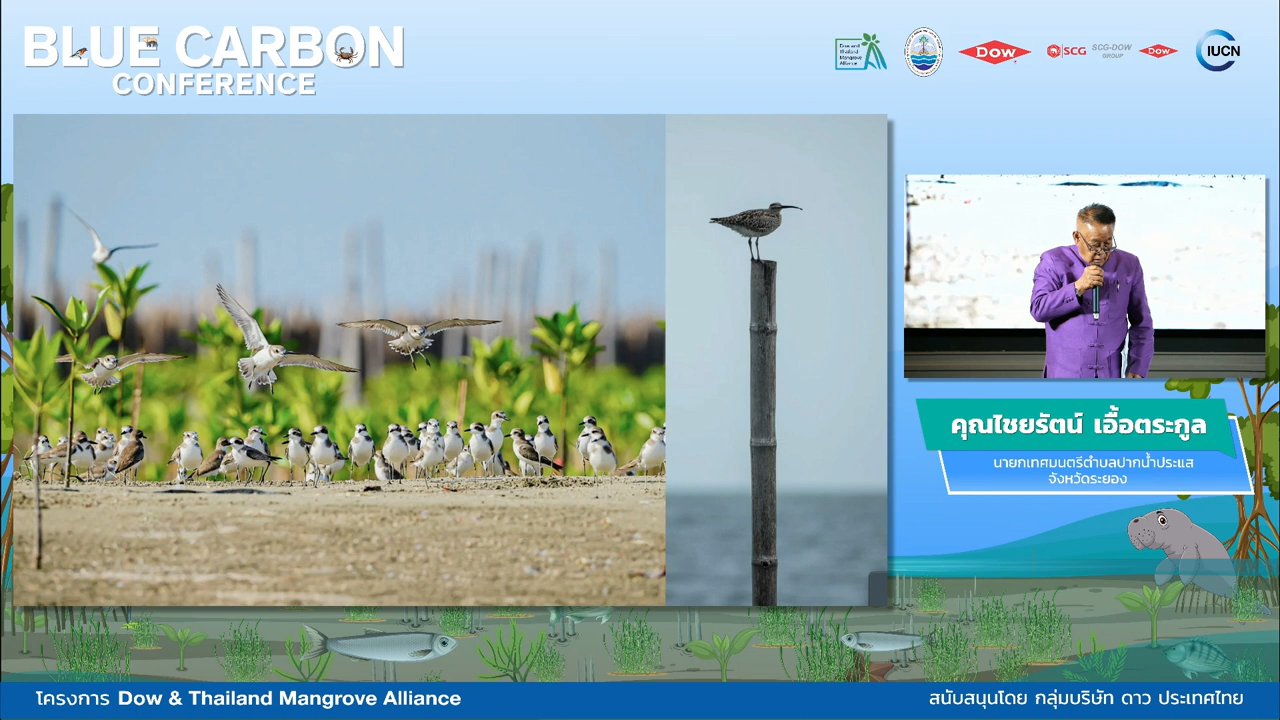 BLUE CARBON
CONFERENCE
Dow and
Thailand
Mangrove
Alliance
Dow
SCG
SCG-DOW
GROUP
Dow
IUCN
คุณไชยรัตน์ เอื้อตระกูล
นายกเทศมนตรีตำบลปากน้ำประแส
จังหวัดระยอง
โครงการ Dow & Thailand Mangrove Alliance
สนับสนุนโดย กลุ่มบริษัท ดาว ประเทศไทย